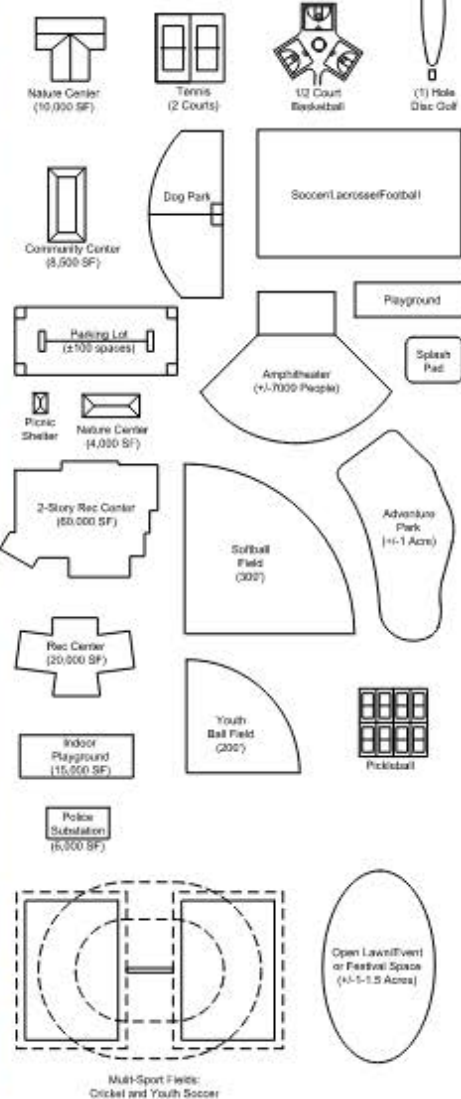 Nature Center
(10,000 SF)
Tennis
(2 Courts)
1/2 Court
Basketball
(1) Hole
Disc Golf
Dog Park
Soccer/Lacrosse/Football
Community Center
(8,500 SF)
Playground
Parking Lot
(±100 spaces)
Splash
Pad
Amphitheater
(+/-7000 People)
Picnic
Shelter
Nature Center
(4,000 SF)
2-Story Rec Center
(60,000 SF)
Adventure
Park
(+/-1 Acre)
Softball
Field
(300')
Rec Center
(20,000 SF)
Youth
Ball Field
(200')
Indoor
Playground
(15,000 SF)
Pickleball
Police
Substation
(6,000 SF)
Open Lawn/Event
or Festival Space
(+/-1-1.5 Acres)
Mulit-Sport Fields:
Cricket and Youth Soccer